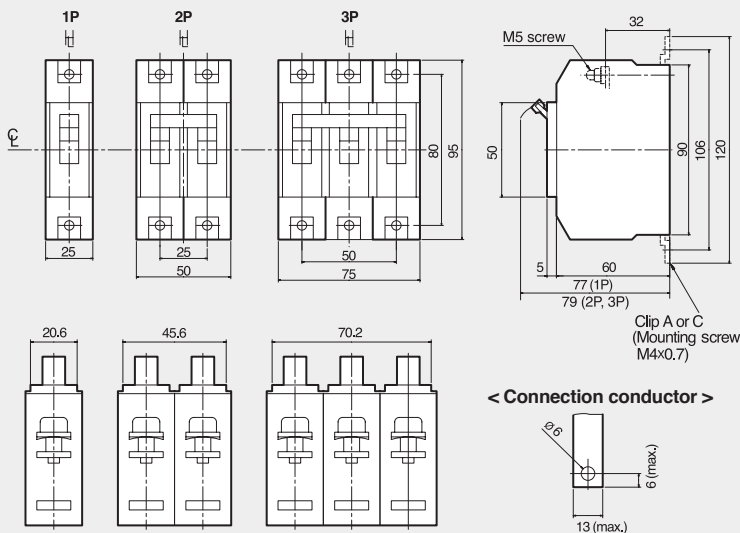 1P
2P
3P
32
M5 screw
℄
80
95
50
90
106
120
25
25
50
50
75
5
60
77 (1P)
79 (2P, 3P)
Clip A or C
(Mounting screw
M4x0.7)
20.6
45.6
70.2
< Connection conductor >
ø6
6 (max.)
13 (max.)